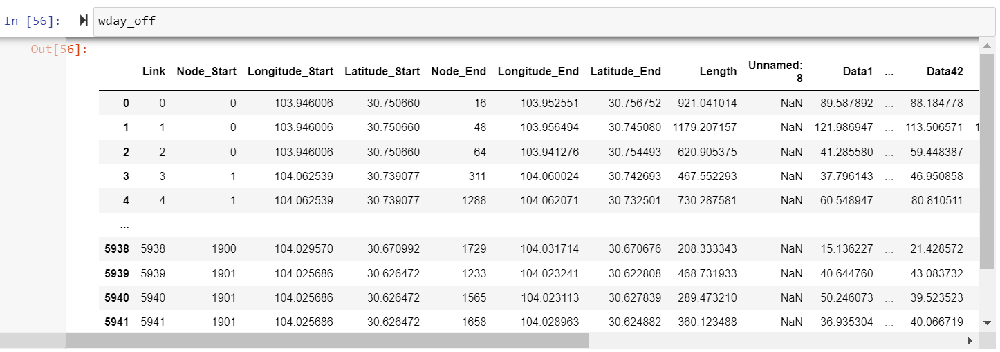 In [56]: wday_off
Out[56]:
Link Node_Start Longitude_Start Latitude_Start Node_End Longitude_End Latitude_End Length Unnamed: 8 Data1 ... Data42
0 0 0 103.946006 30.750660 16 103.952551 30.756752 921.041014 NaN 89.587892 ... 88.184778
1 1 0 103.946006 30.750660 48 103.956494 30.745080 1179.207157 NaN 121.986947 ... 113.506571 1
2 2 0 103.946006 30.750660 64 103.941276 30.754493 620.905375 NaN 41.285580 ... 59.448387
3 3 1 104.062539 30.739077 311 104.060024 30.742693 467.552293 NaN 37.796143 ... 46.950858
4 4 1 104.062539 30.739077 1288 104.062071 30.732501 730.287581 NaN 60.548947 ... 80.810511
... ... ... ... ... ... ... ... ... ... ... ... ...
5938 5938 1900 104.029570 30.670992 1729 104.031714 30.670676 208.333343 NaN 15.136227 ... 21.428572
5939 5939 1901 104.025686 30.626472 1233 104.023241 30.622808 468.731933 NaN 40.644760 ... 43.083732
5940 5940 1901 104.025686 30.626472 1565 104.023113 30.627839 289.473210 NaN 50.246073 ... 39.523523
5941 5941 1901 104.025686 30.626472 1658 104.028963 30.624882 360.123488 NaN 36.935304 ... 40.066719